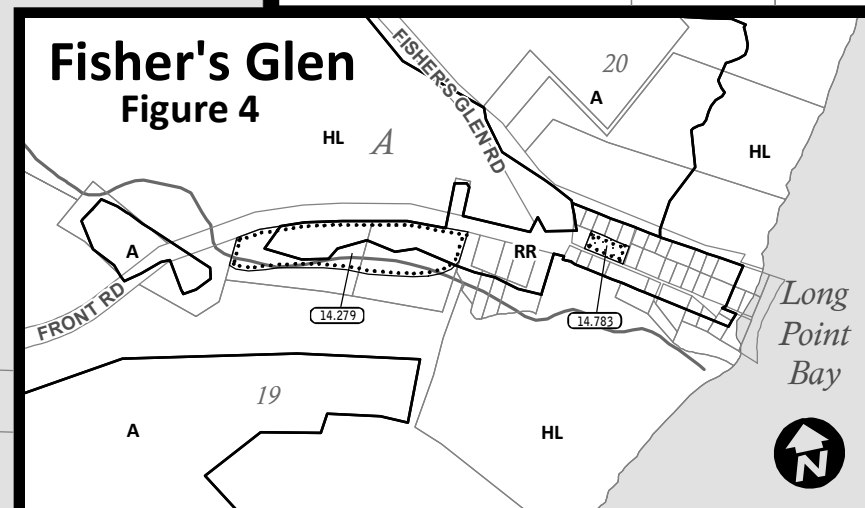 Fisher's Glen
Figure 4
FISHER'S GLEN RD
20
A
HL
A
HL
A
RR
14.279
14.783
FRONT RD
Long
Point
Bay
19
A
HL
N